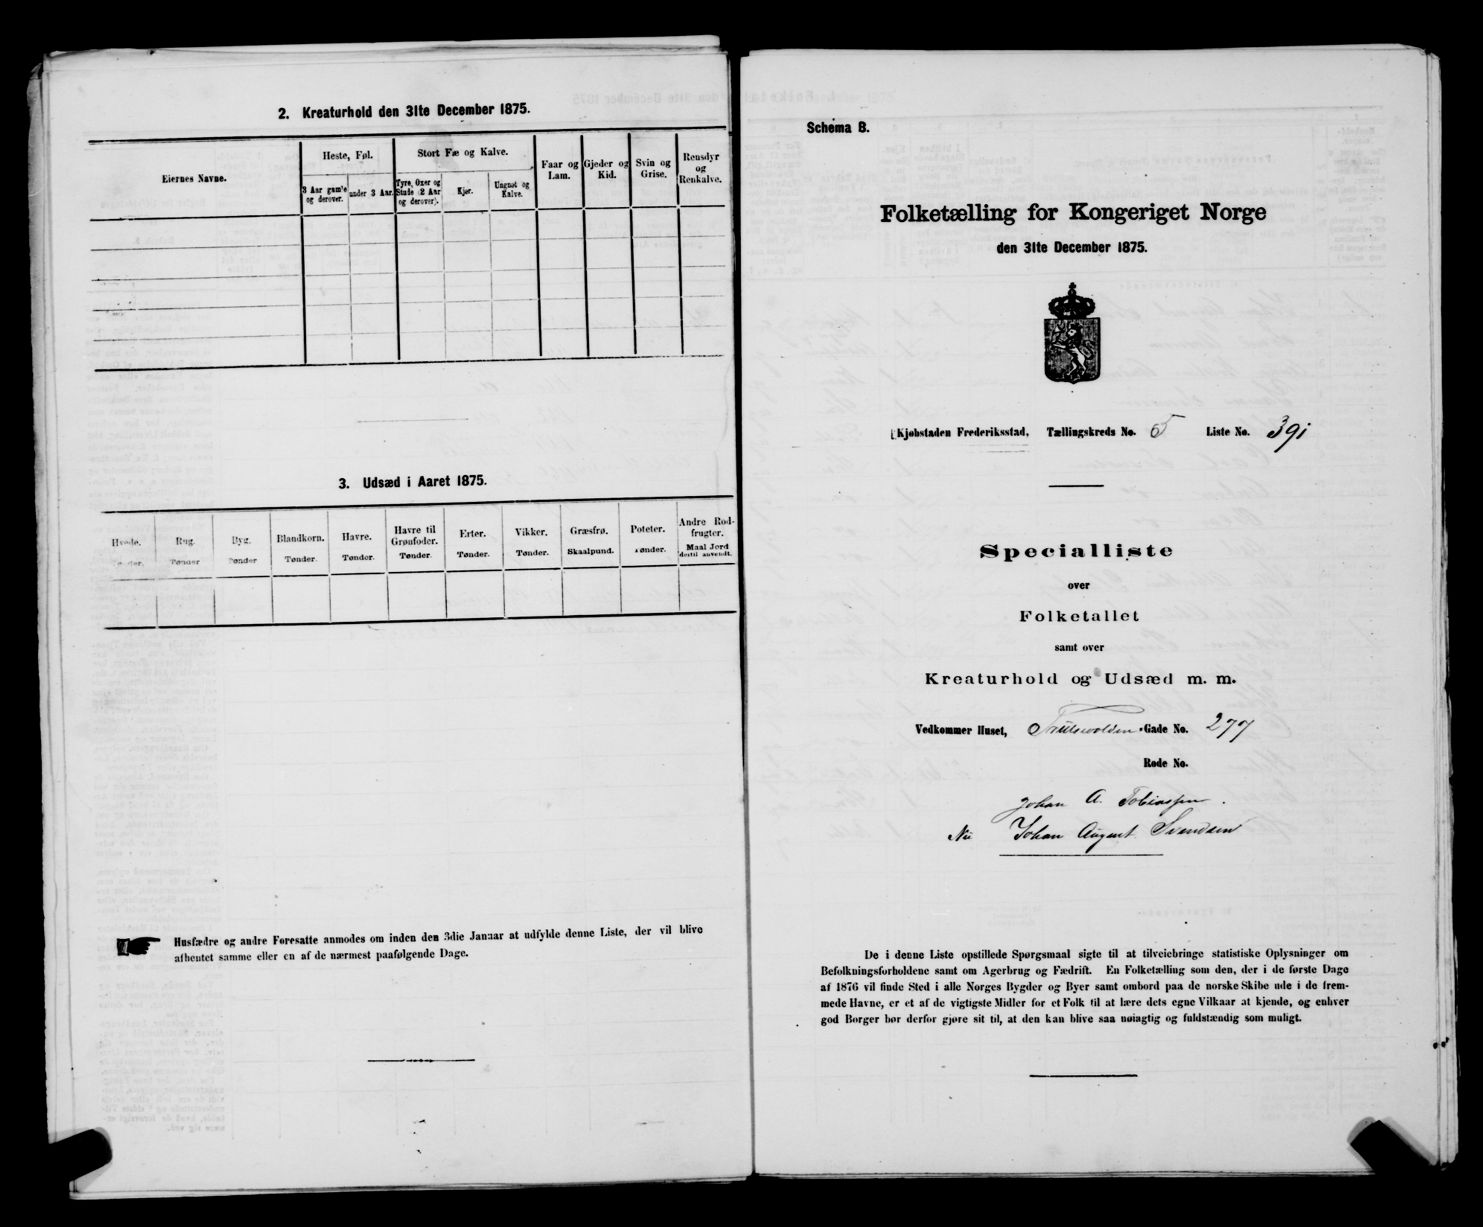 2. Kreaturhold den 31te December 1875.
Eiernes Navne.
Heste, Føl.
Stort Fæ og Kalve.
Faar og Lam.
Gjeder og Kid.
Svin og Grise.
Rensdyr og Renkalve.
3 Aar gam'e og derover.
under 3 Aar.
Tyre, Oxer og Stude (2 Aar og derover).
Kjør.
Ungnøt og Kalve.
3. Udsæd i Aaret 1875.
Hvede. Tønder.
Rug. Tønder
Byg. Tønder
Blandkorn. Tønder.
Havre. Tønder.
Havre til Grønfoder. Tønder.
Erter. Tønder.
Vikker. Tønder.
Græsfrø. Skaalpund.
Poteter. Tønder.
Andre Rodfrugter. Maal Jord dertil anvendt.
Husfædre og andre Foresatte anmodes om inden den 3die Januar at udfylde denne Liste, der vil blive
afhentet samme eller en af de nærmest paafølgende Dage.
Schema B.
Folketælling for Kongeriget Norge
den 31te December 1875.
Kjøbstaden Frederiksstad, Tællingskreds No. 5 Liste No. 391
Specialliste
over
Folketallet
samt over
Kreaturhold og Udsæd m. m.
Vedkommer Huset, Trulsvolden Gade No. 277
Rode No.
Johan A. Tobiassen.
Nu Johan August Svendsen
De i denne Liste opstillede Spørgsmaal sigte til at tilveiebringe statistiske Oplysninger om
Befolkningsforholdene samt om Agerbrug og Fædrift. En Folketælling som den, der i de første Dage
af 1876 vil finde Sted i alle Norges Bygder og Byer samt ombord paa de norske Skibe ude i de frem-
mede Havne, er et af de vigtigste Midler for et Folk til at lære dets egne Vilkaar at kjende, og enhver
god Borger bør derfor gjøre sit til, at den kan blive saa nøiagtig og fuldstændig som muligt.